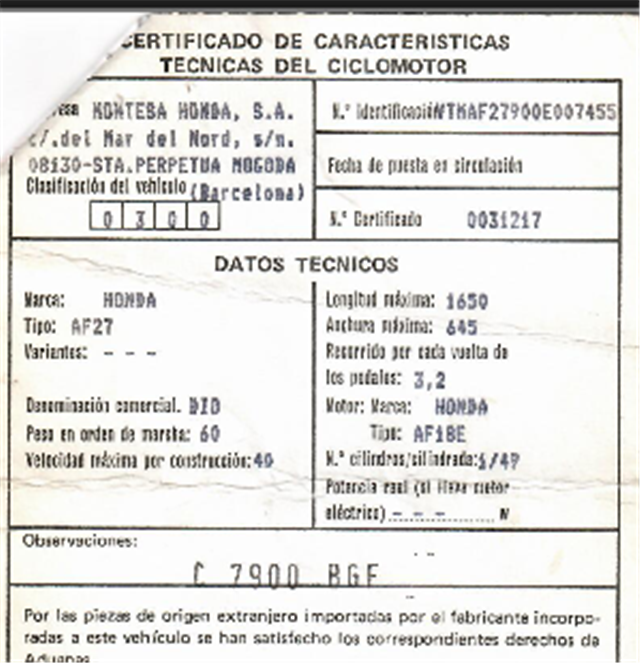 CERTIFICADO DE CARACTERISTICAS
TECNICAS DEL CICLOMOTOR
MONTESA HONDA, S.A.
c/.del Mar del Nord, s/n.
08130-STA.PERPETUA MOGODA
Clasificación del vehículo (Barcelona)
0 3 0 0
N.º Identificación VTMAF27900E007455
Fecha de puesta en circulación
N.º Certificado 0031217
DATOS TECNICOS
Marca: HONDA
Tipo: AF27
Variantes: - - -
Denominación comercial. DIO
Peso en orden de marcha: 60
Velocidad máxima por construcción: 40
Longitud máxima: 1650
Anchura máxima: 645
Recorrido por cada vuelta de
los pedales: 3,2
Motor: Marca: HONDA
Tipo: AF18E
N.º cilindros/cilindrada: 1/49
Potencia real (si lleva motor
eléctrico) - - - W
Observaciones:
C 7900 BGF
Por las piezas de origen extranjero importadas por el fabricante incorpo-
radas a este vehículo se han satisfecho los correspondientes derechos de
Aduanas